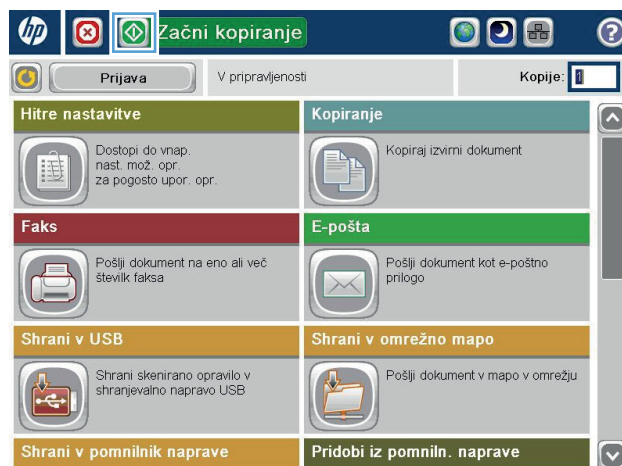 hp
Začni kopiranje
?
Prijava
V pripravljenosti
Kopije: 1
Hitre nastavitve
Dostopi do vnap.
nast. mož. opr.
za pogosto upor. opr.
Kopiranje
Kopiraj izvirni dokument
Faks
Pošlji dokument na eno ali več
številk faksa
E-pošta
Pošlji dokument kot e-poštno
prilogo
Shrani v USB
Shrani skenirano opravilo v
shranjevalno napravo USB
Shrani v omrežno mapo
Pošlji dokument v mapo v omrežju
Shrani v pomnilnik naprave
Pridobi iz pomniln. naprave